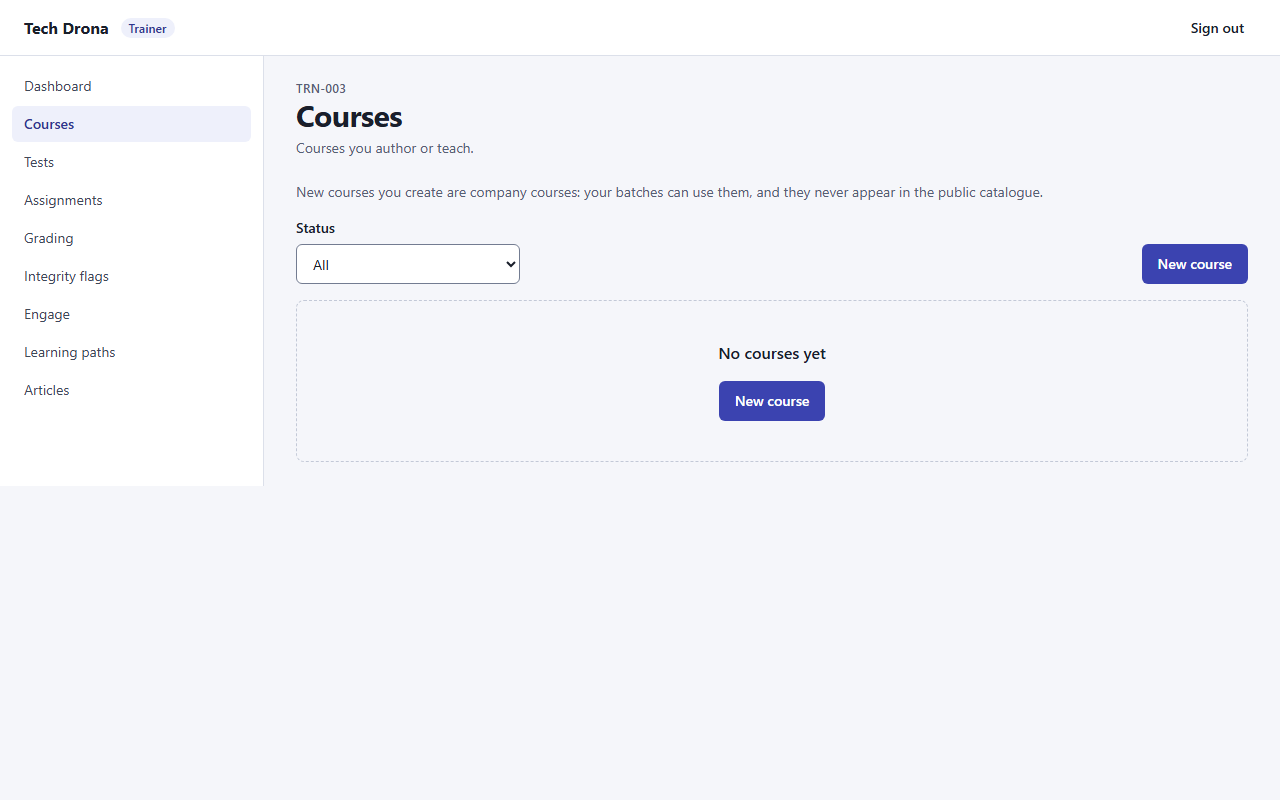 Tech Drona
Trainer
Sign out
Dashboard
Courses
Tests
Assignments
Grading
Integrity flags
Engage
Learning paths
Articles
TRN-003
Courses
Courses you author or teach.
New courses you create are company courses: your batches can use them, and they never appear in the public catalogue.
Status
All
New course
No courses yet
New course